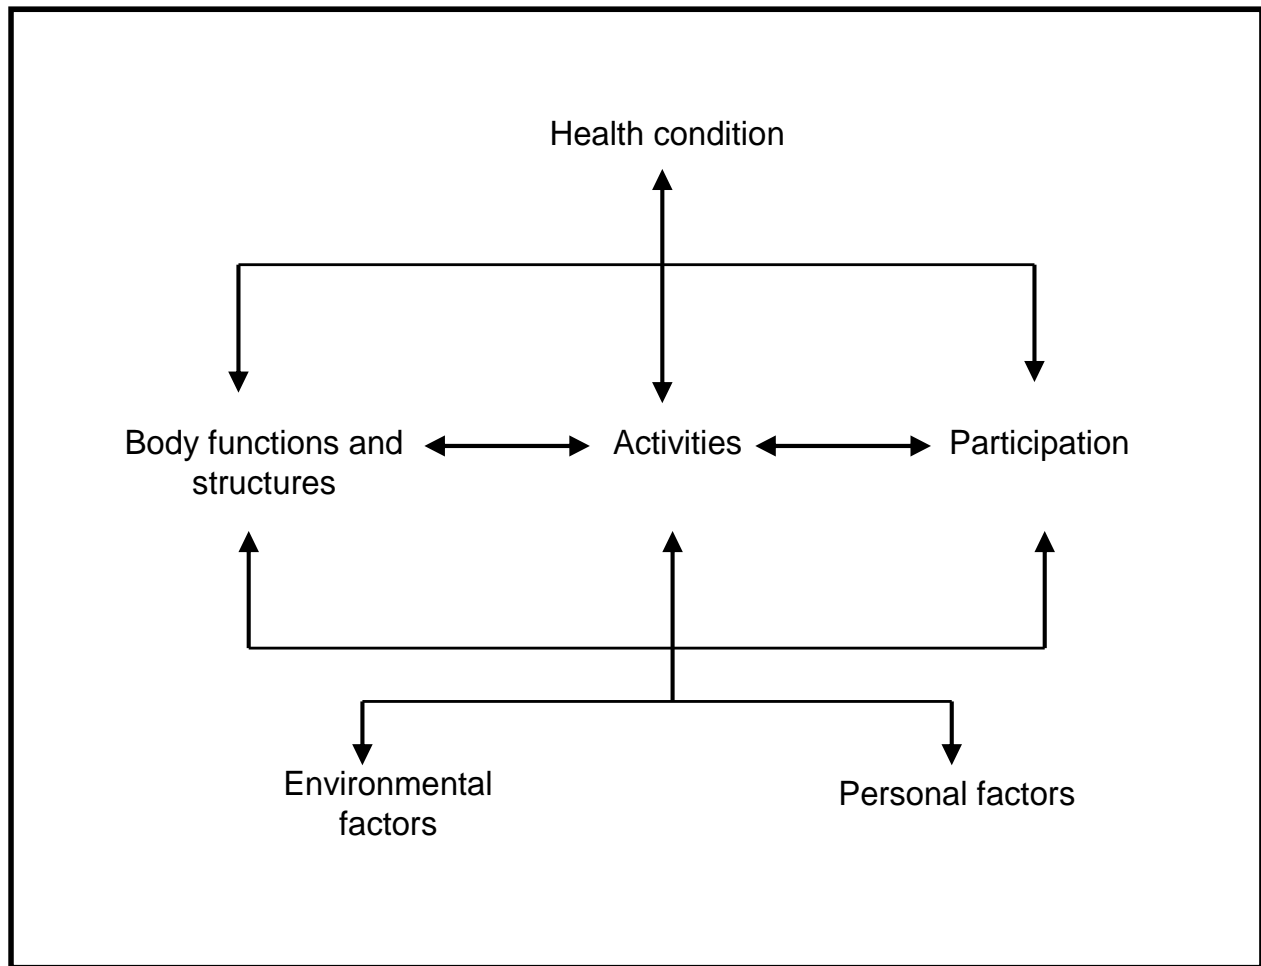 Health condition
Body functions and
structures
Activities
Participation
Environmental
factors
Personal factors